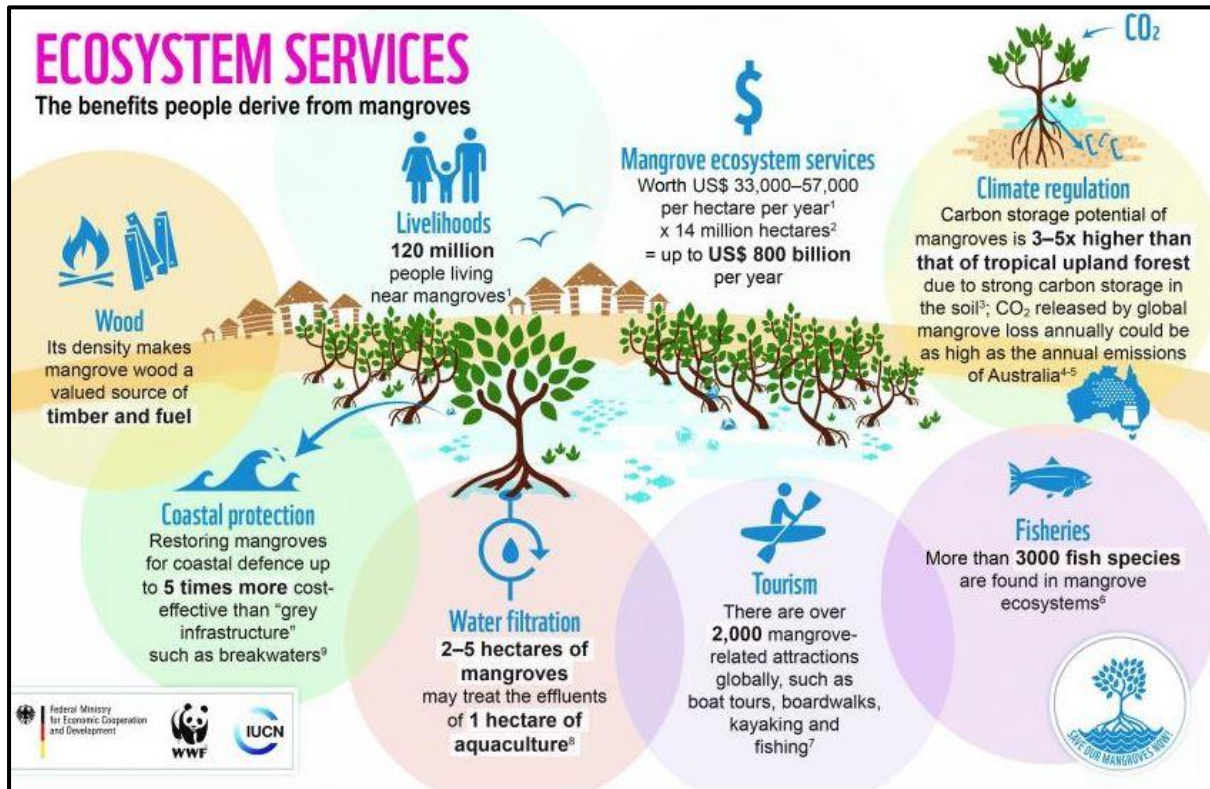 ECOSYSTEM SERVICES
The benefits people derive from mangroves
CO₂
C C C
Livelihoods
120 million
people living
near mangroves¹
Mangrove ecosystem services
Worth US$ 33,000–57,000
per hectare per year¹
x 14 million hectares²
= up to US$ 800 billion
per year
Climate regulation
Carbon storage potential of
mangroves is 3–5x higher than
that of tropical upland forest
due to strong carbon storage in
the soil³; CO₂ released by global
mangrove loss annually could be
as high as the annual emissions
of Australia⁴⁻⁵
Wood
Its density makes
mangrove wood a
valued source of
timber and fuel
Coastal protection
Restoring mangroves
for coastal defence up
to 5 times more cost-
effective than “grey
infrastructure”
such as breakwaters⁹
Water filtration
2–5 hectares of
mangroves
may treat the effluents
of 1 hectare of
aquaculture⁸
Tourism
There are over
2,000 mangrove-
related attractions
globally, such as
boat tours, boardwalks,
kayaking and
fishing⁷
Fisheries
More than 3000 fish species
are found in mangrove
ecosystems⁶
Federal Ministry
for Economic Cooperation
and Development
WWF
IUCN
SAVE OUR MANGROVES NOW!